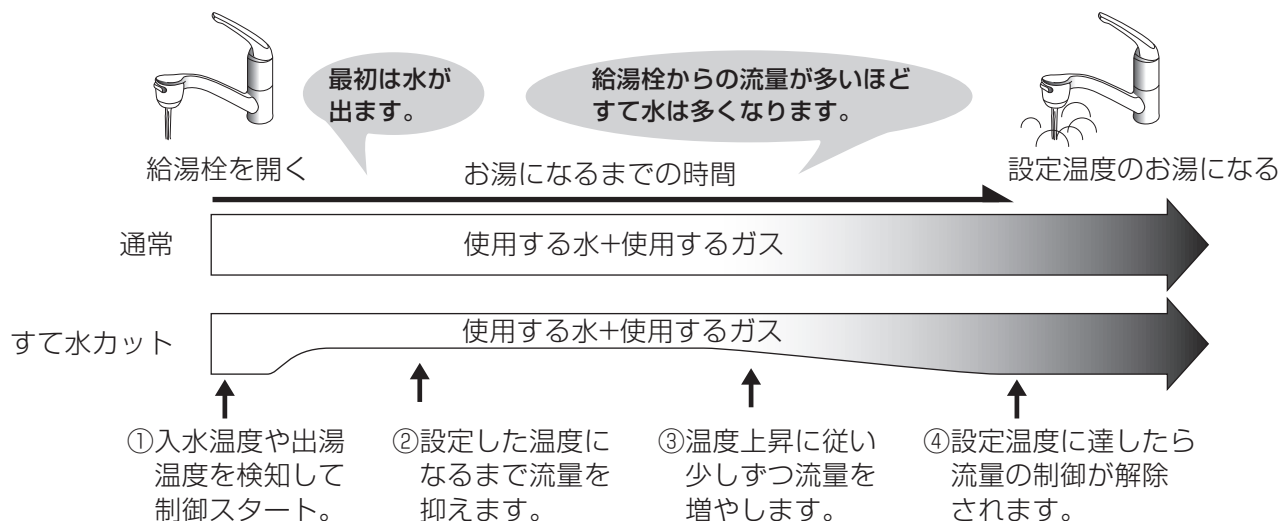 最初は水が
出ます。
給湯栓からの流量が多いほど
すて水は多くなります。
給湯栓を開く
お湯になるまでの時間
設定温度のお湯になる
通常
使用する水+使用するガス
すて水カット
使用する水+使用するガス
①入水温度や出湯
温度を検知して
制御スタート。
②設定した温度に
なるまで流量を
抑えます。
③温度上昇に従い
少しずつ流量を
増やします。
④設定温度に達したら
流量の制御が解除
されます。